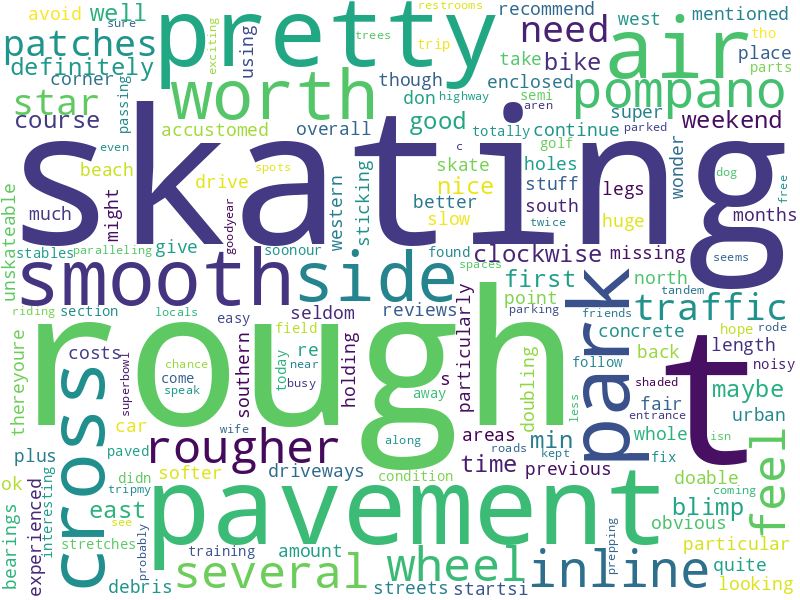 avoid
well
sure
patches
definitely
corner
star
course
passing
pretty
exciting
using
trees
restrooms
trip
recommend
mentioned
west
tho
need
take
bike
place
parts
air
worth
though
enclosed
don
highway
semi
aren
pompano
accustomed
overall
good
totally
continue
super
parked
weekend
even
beach
drive
spots
skating
western
sticking
skate
better
slow
nice
c
golf
holes
stuff
south
twice
huge
legs
wonder
dog
free
months
much
might
goodyear
unskateable
stables
paralleling
give
soonour
found
spaces
clockwise
missing
seems
smooth
side
first
north
tandem
riding
section
locals
easy
seldom
reviews
point
parking
friends
traffic
hope
rode
thereyoure
costs
superbowl
rough
southern
field
re
holding
today
near
busy
particularly
s
doubling
concrete
follow
back
length
noisy
park
t
shaded
entrance
maybe
cross
chance
come
speak
away
less
areas
fair
urban
isn
plus
car
rougher
wife
along
roads
min
whole
time
kept
previous
fix
feel
ok
paved
didn
softer
driveways
condition
doable
bearings
experienced
interesting
tripmy
see
east
pavement
blimp
obvious
coming
stretches
probably
training
amount
prepping
particular
debris
several
wheel
inline
streets
startsi
quite
looking